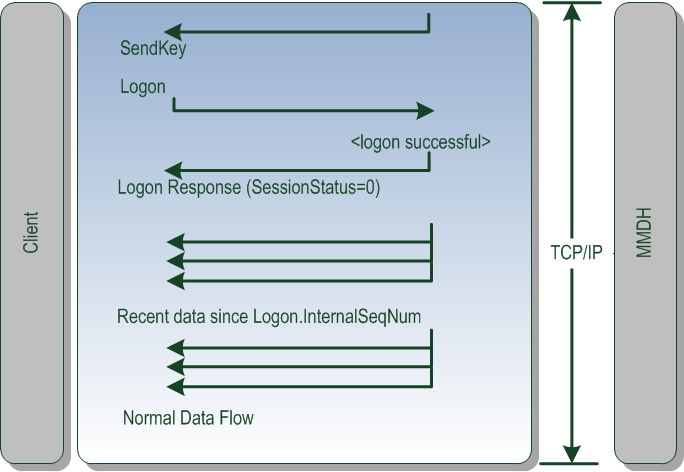 SendKey
Logon
<logon successful>
Logon Response (SessionStatus=0)
Client
TCP/IP
MMDH
Recent data since Logon.InternalSeqNum
Normal Data Flow